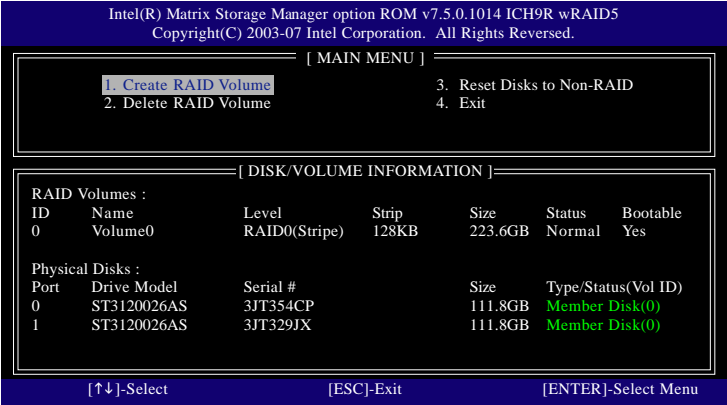 Intel(R) Matrix Storage Manager option ROM v7.5.0.1014 ICH9R wRAID5
Copyright(C) 2003-07 Intel Corporation. All Rights Reversed.
[ MAIN MENU ]
1. Create RAID Volume 3. Reset Disks to Non-RAID
2. Delete RAID Volume 4. Exit
[ DISK/VOLUME INFORMATION ]
RAID Volumes :
ID Name Level Strip Size Status Bootable
0 Volume0 RAID0(Stripe) 128KB 223.6GB Normal Yes
Physical Disks :
Port Drive Model Serial # Size Type/Status(Vol ID)
0 ST3120026AS 3JT354CP 111.8GB Member Disk(0)
1 ST3120026AS 3JT329JX 111.8GB Member Disk(0)
[↑↓]-Select [ESC]-Exit [ENTER]-Select Menu